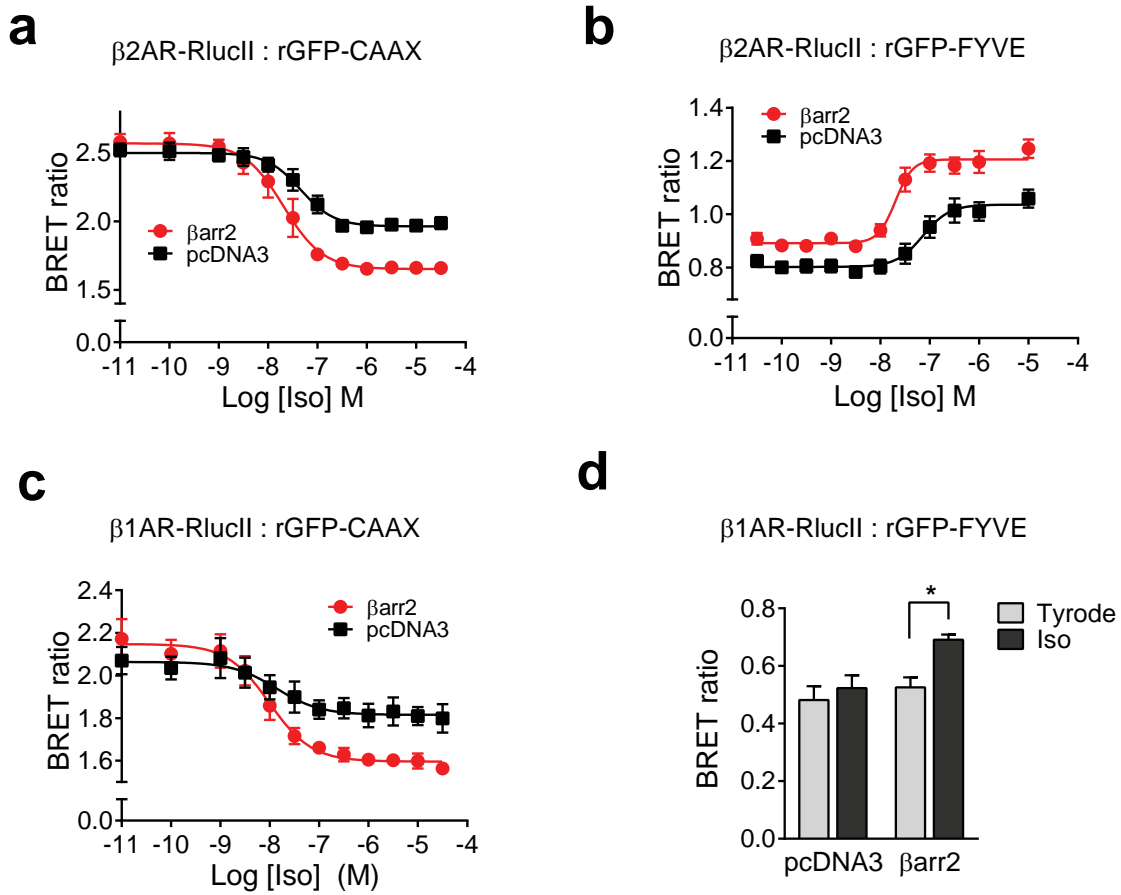 a
β2AR-RlucII : rGFP-CAAX
BRET ratio
2.5
2.0
1.5
0.0
βarr2
pcDNA3
-11 -10 -9 -8 -7 -6 -5 -4
Log [Iso] M
b
β2AR-RlucII : rGFP-FYVE
BRET ratio
1.4
1.2
1.0
0.8
0.0
βarr2
pcDNA3
-11 -10 -9 -8 -7 -6 -5 -4
Log [Iso] M
c
β1AR-RlucII : rGFP-CAAX
BRET ratio
2.4
2.2
2.0
1.8
1.6
0.0
βarr2
pcDNA3
-11 -10 -9 -8 -7 -6 -5 -4
Log [Iso] (M)
d
β1AR-RlucII : rGFP-FYVE
BRET ratio
0.8
0.6
0.4
0.2
0.0
*
Tyrode
Iso
pcDNA3 βarr2